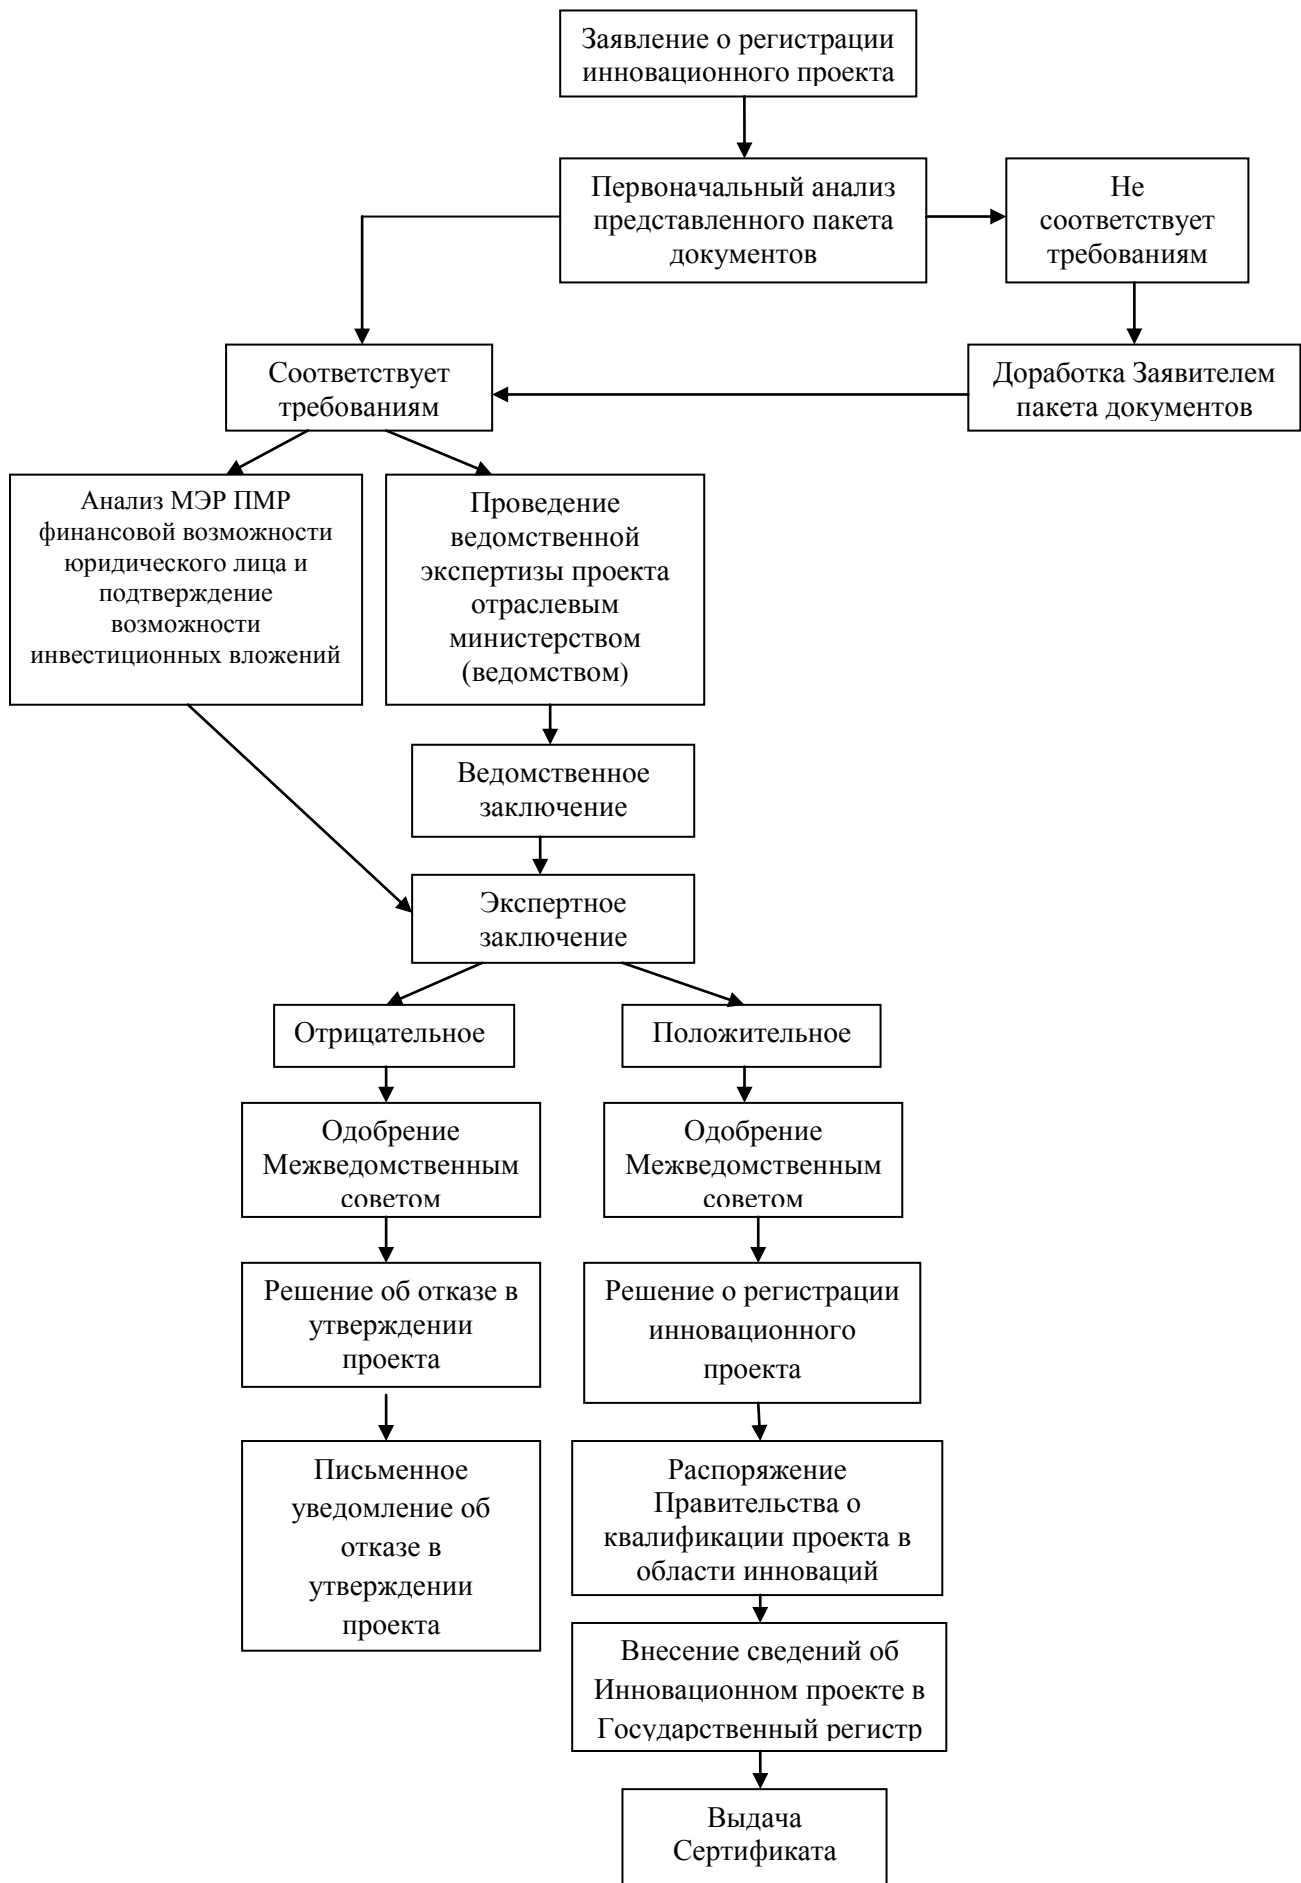 Заявление о регистрации
инновационного проекта
Первоначальный анализ
представленного пакета
документов
Не
соответствует
требованиям
Соответствует
требованиям
Доработка Заявителем
пакета документов
Анализ МЭР ПМР
финансовой возможности
юридического лица и
подтверждение
возможности
инвестиционных вложений
Проведение
ведомственной
экспертизы проекта
отраслевым
министерством
(ведомством)
Ведомственное
заключение
Экспертное
заключение
Отрицательное
Положительное
Одобрение
Межведомственным
советом
Одобрение
Межведомственным
советом
Решение об отказе в
утверждении
проекта
Решение о регистрации
инновационного
проекта
Письменное
уведомление об
отказе в
утверждении
проекта
Распоряжение
Правительства о
квалификации проекта в
области инноваций
Внесение сведений об
Инновационном проекте в
Государственный регистр
Выдача
Сертификата